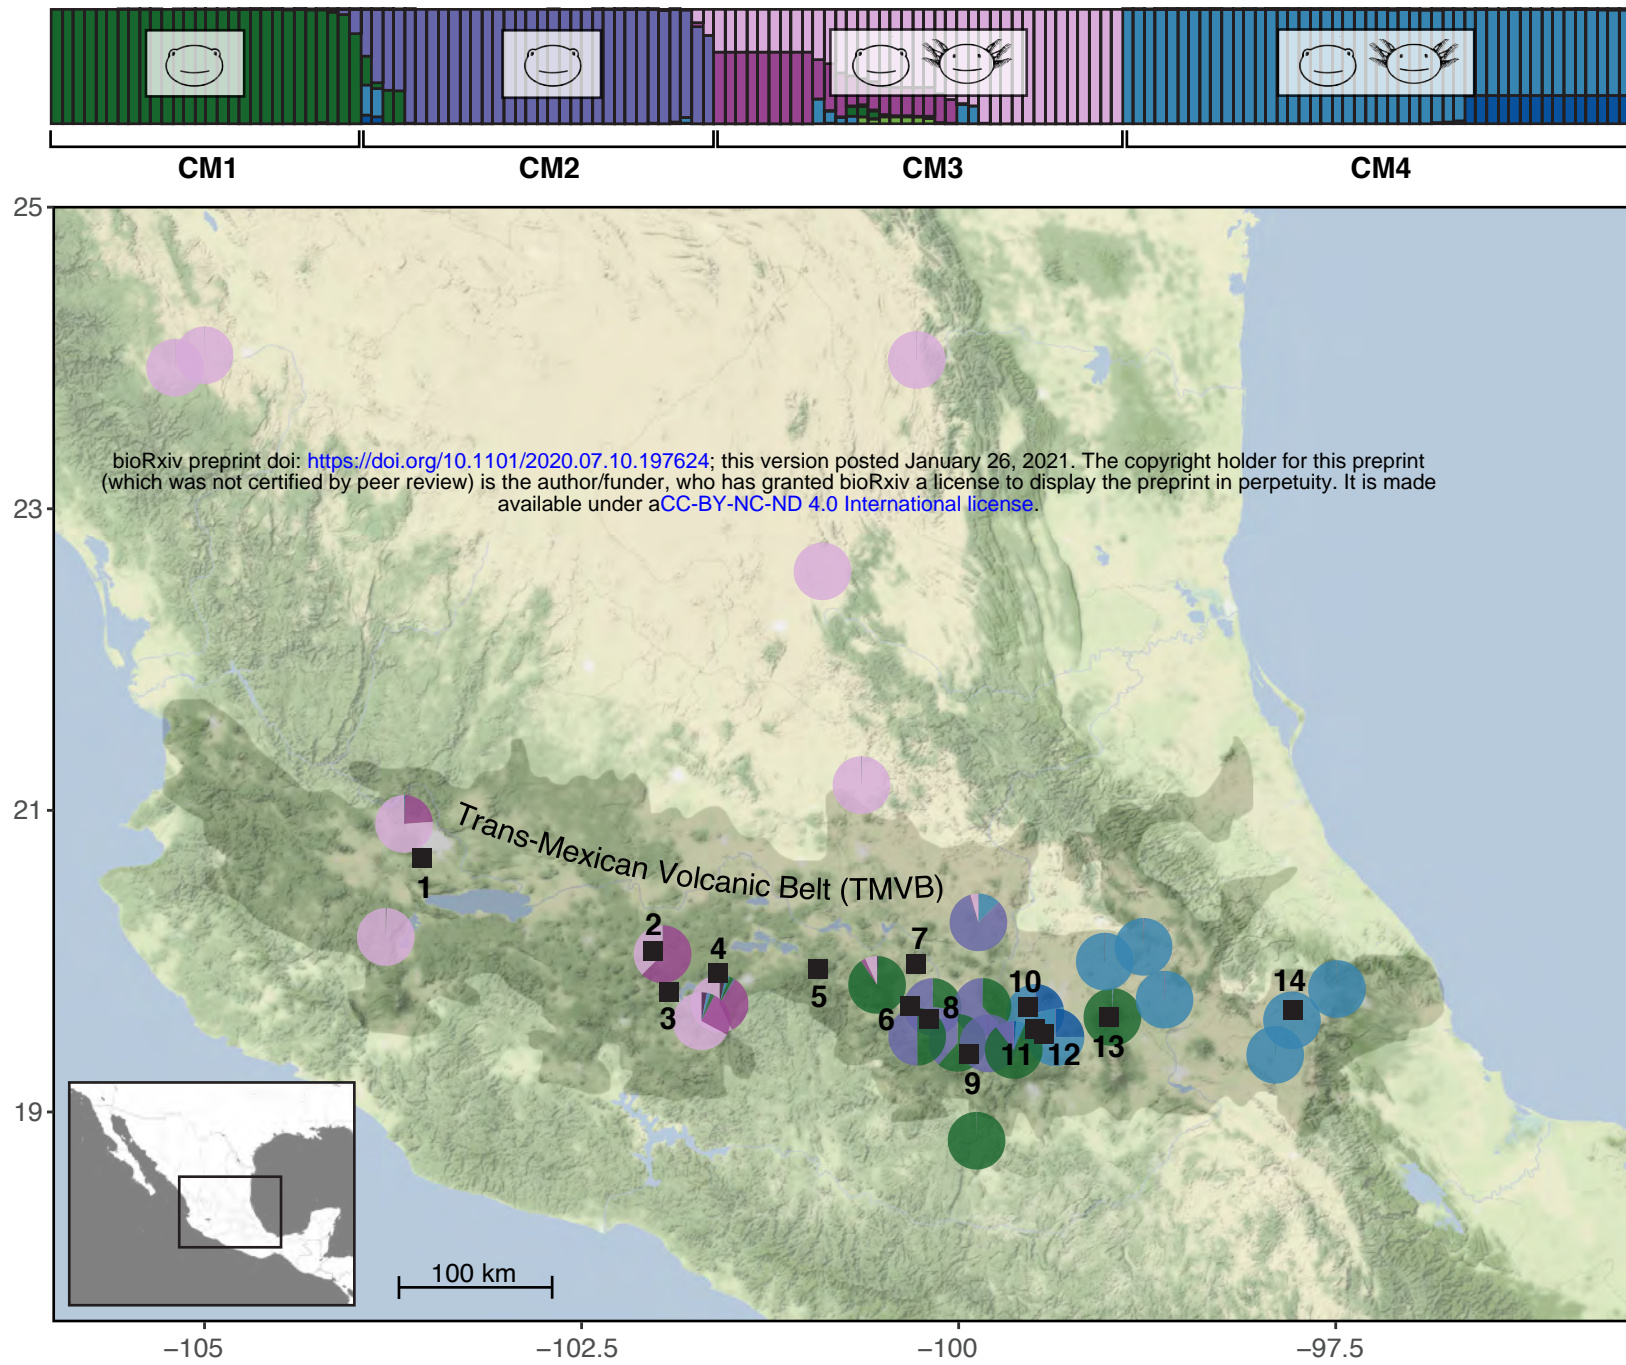 CM1
CM2
CM3
CM4
25
23
21
19
bioRxiv preprint doi: https://doi.org/10.1101/2020.07.10.197624; this version posted January 26, 2021. The copyright holder for this preprint
(which was not certified by peer review) is the author/funder, who has granted bioRxiv a license to display the preprint in perpetuity. It is made
available under aCC-BY-NC-ND 4.0 International license.
Trans-Mexican Volcanic Belt (TMVB)
1
2
3
4
5
6
7
8
9
10
11
12
13
14
100 km
−105
−102.5
−100
−97.5